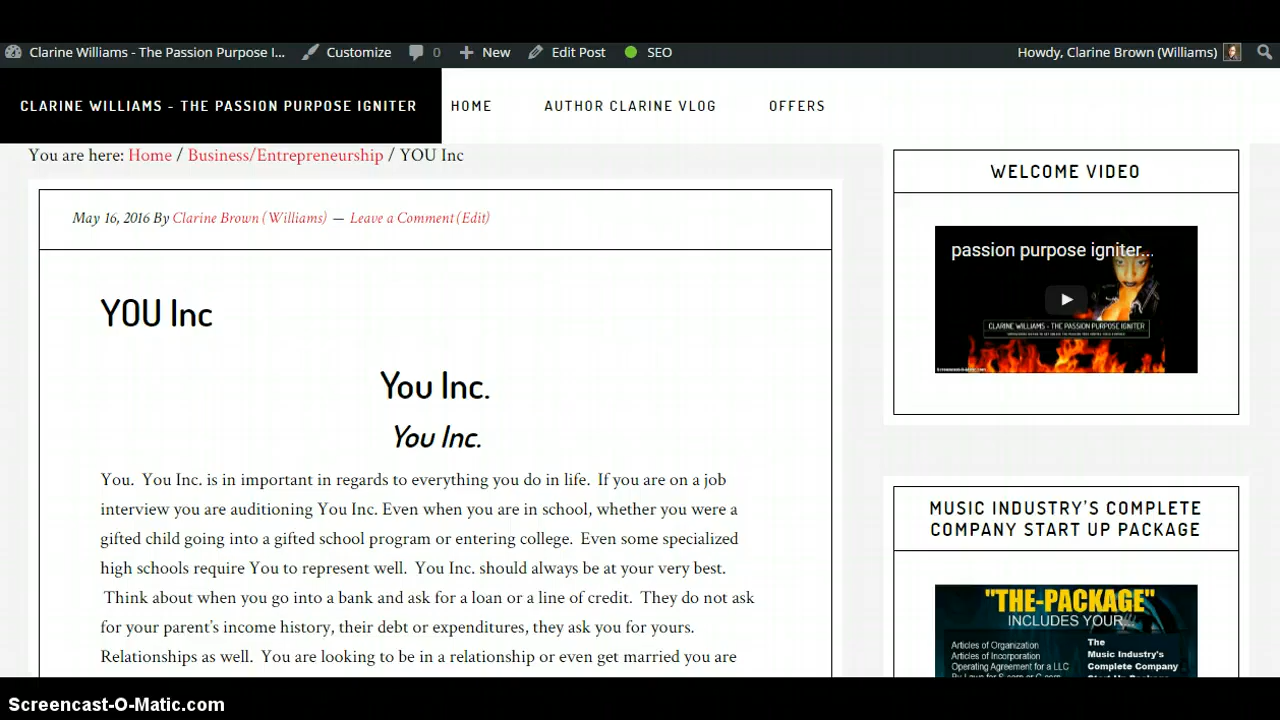 Clarine Williams - The Passion Purpose I... Customize 0 New Edit Post SEO Howdy, Clarine Brown (Williams)
CLARINE WILLIAMS - THE PASSION PURPOSE IGNITER HOME AUTHOR CLARINE VLOG OFFERS
You are here: Home / Business/Entrepreneurship / YOU Inc
May 16, 2016 By Clarine Brown (Williams) — Leave a Comment (Edit)
YOU Inc
You Inc.
You Inc.
You. You Inc. is in important in regards to everything you do in life. If you are on a job
interview you are auditioning You Inc. Even when you are in school, whether you were a
gifted child going into a gifted school program or entering college. Even some specialized
high schools require You to represent well. You Inc. should always be at your very best.
Think about when you go into a bank and ask for a loan or a line of credit. They do not ask
for your parent's income history, their debt or expenditures, they ask you for yours.
Relationships as well. You are looking to be in a relationship or even get married you are
WELCOME VIDEO
passion purpose igniter...
CLARINE WILLIAMS - THE PASSION PURPOSE IGNITER
MUSIC INDUSTRY'S COMPLETE
COMPANY START UP PACKAGE
"THE-PACKAGE"
INCLUDES YOUR...
Articles of Organization
Articles of Incorporation
Operating Agreement for a LLC
The
Music Industry's
Complete Company
Screencast-O-Matic.com